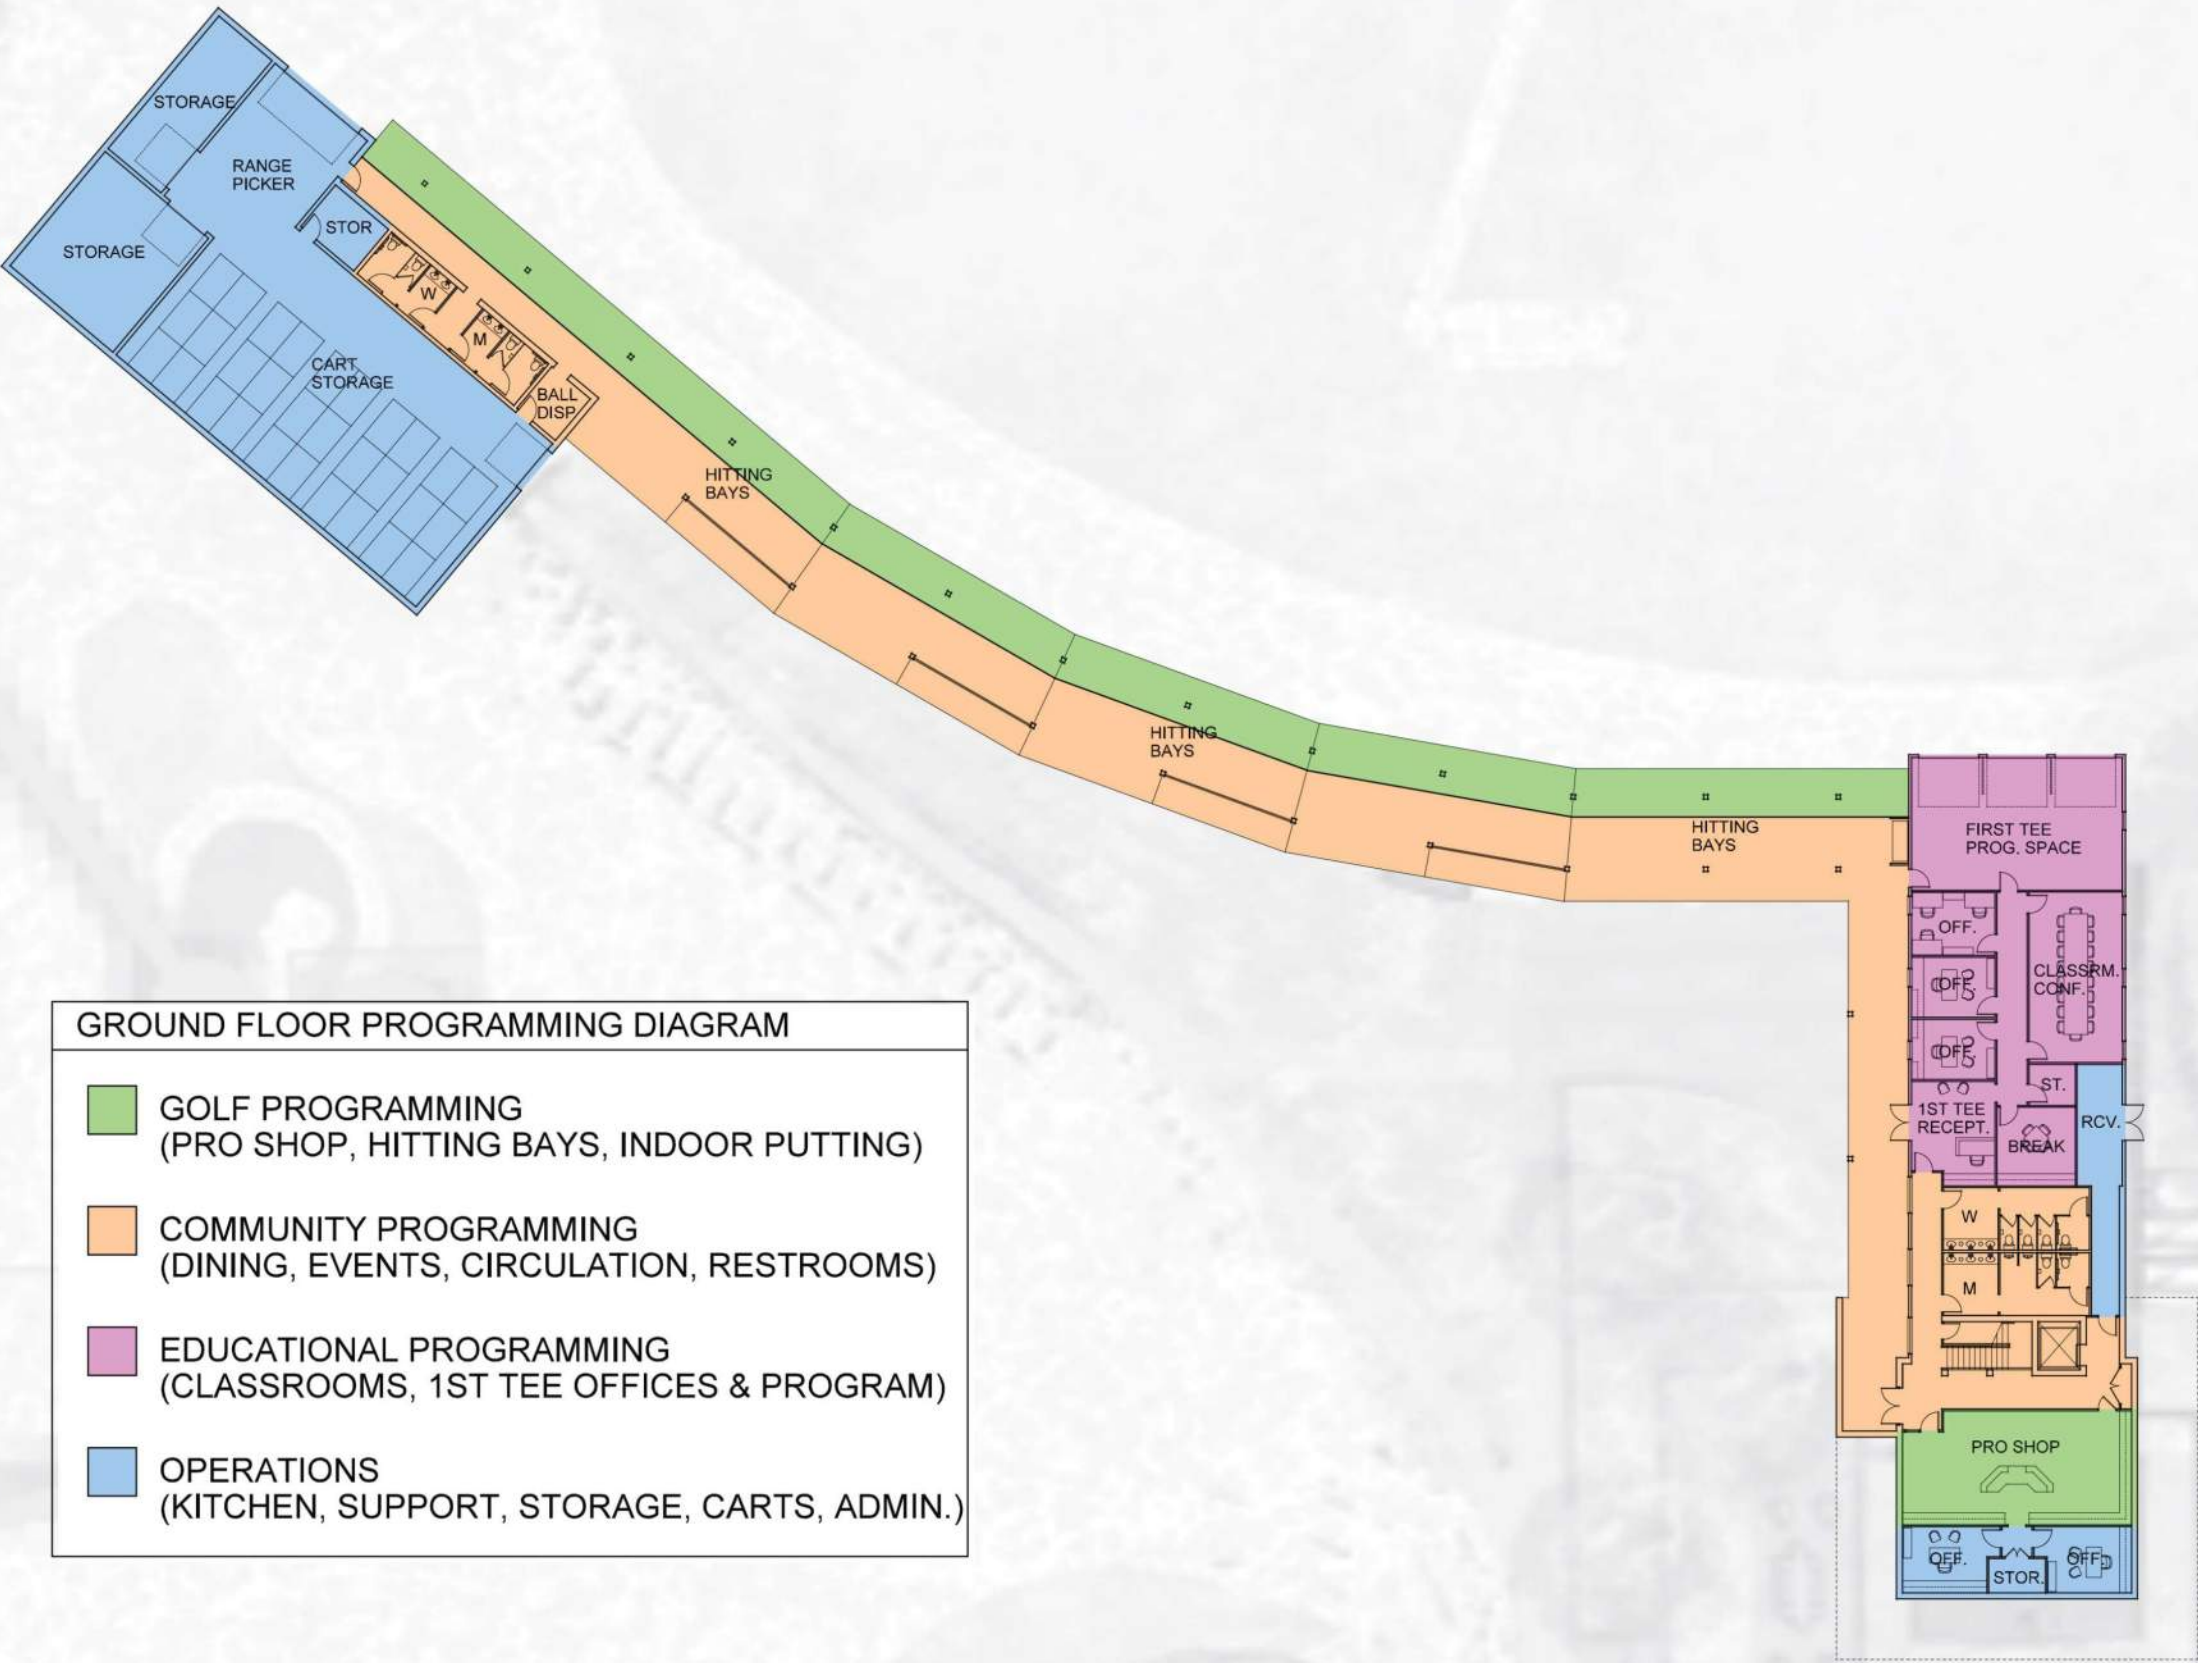 STORAGE
RANGE
PICKER
STOR
STORAGE
W
M
CART
STORAGE
BALL
DISP
HITTING
BAYS
HITTING
BAYS
HITTING
BAYS
FIRST TEE
PROG. SPACE
OFF.
CLASSRM.
CONF.
OFF.
OFF.
ST.
1ST TEE
RECEPT.
RCV.
BREAK
W
M
PRO SHOP
OFF.
OFF.
STOR.
GROUND FLOOR PROGRAMMING DIAGRAM
GOLF PROGRAMMING
(PRO SHOP, HITTING BAYS, INDOOR PUTTING)
COMMUNITY PROGRAMMING
(DINING, EVENTS, CIRCULATION, RESTROOMS)
EDUCATIONAL PROGRAMMING
(CLASSROOMS, 1ST TEE OFFICES & PROGRAM)
OPERATIONS
(KITCHEN, SUPPORT, STORAGE, CARTS, ADMIN.)